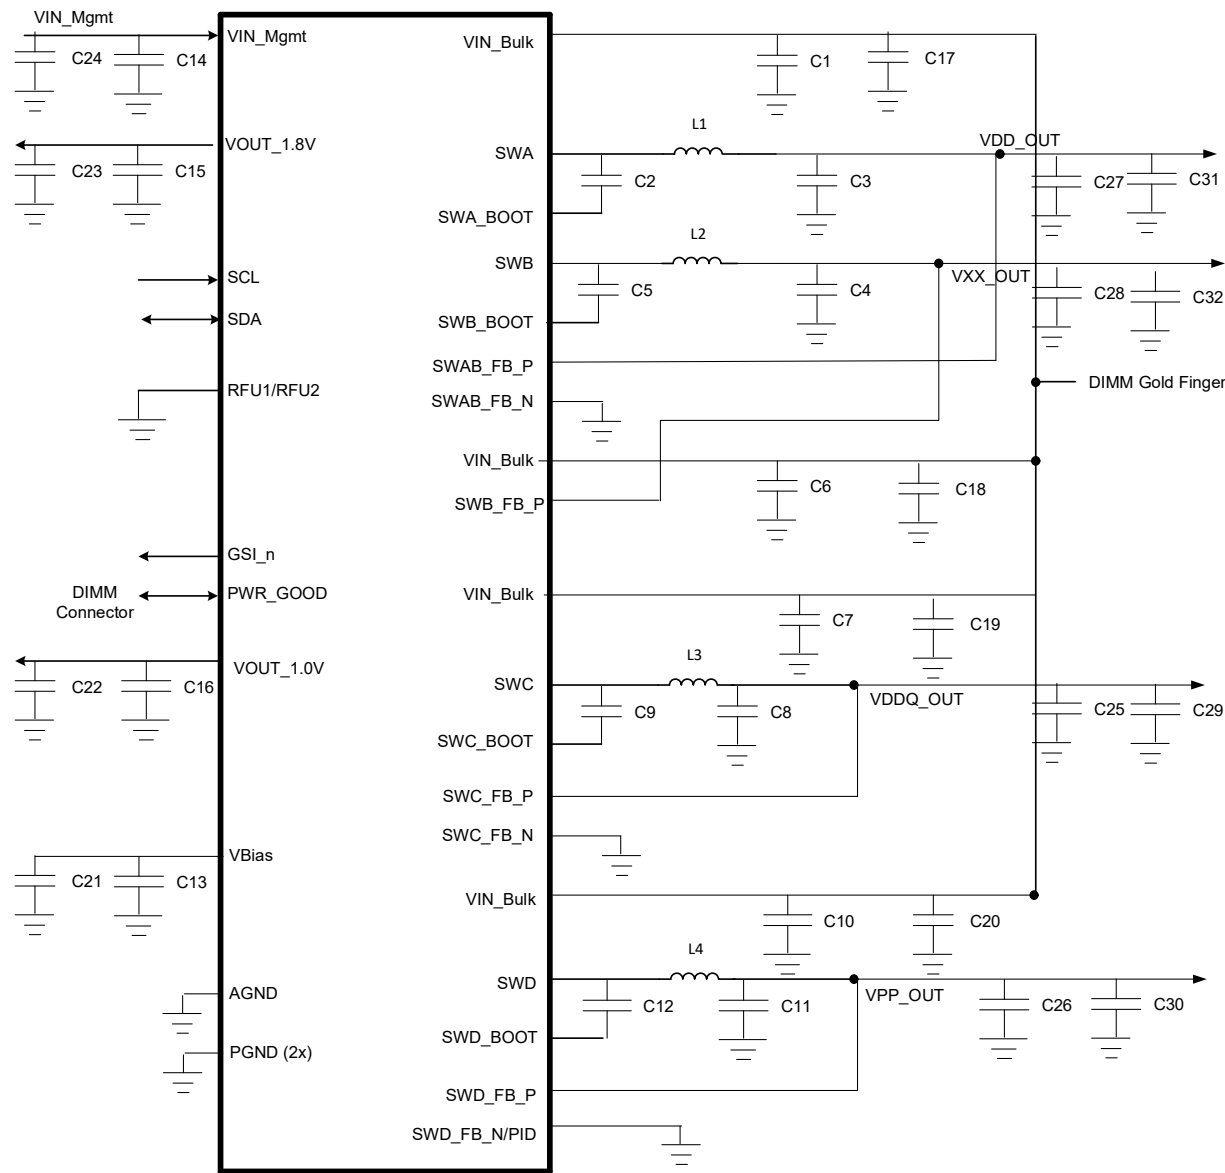 VIN_Mgmt
VIN_Mgmt
C24
C14
VOUT_1.8V
C23
C15
SCL
SDA
RFU1/RFU2
GSI_n
DIMM
Connector
PWR_GOOD
VOUT_1.0V
C22
C16
VBias
C21
C13
AGND
PGND (2x)
VIN_Bulk
C1
C17
L1
SWA
VDD_OUT
C2
C3
C27
C31
SWA_BOOT
L2
SWB
VXX_OUT
C5
C4
C28
C32
SWB_BOOT
SWAB_FB_P
DIMM Gold Finger
SWAB_FB_N
VIN_Bulk
C6
C18
SWB_FB_P
VIN_Bulk
C7
C19
L3
SWC
VDDQ_OUT
C9
C8
C25
C29
SWC_BOOT
SWC_FB_P
SWC_FB_N
VIN_Bulk
C10
C20
L4
SWD
VPP_OUT
C12
C11
C26
C30
SWD_BOOT
SWD_FB_P
SWD_FB_N/PID